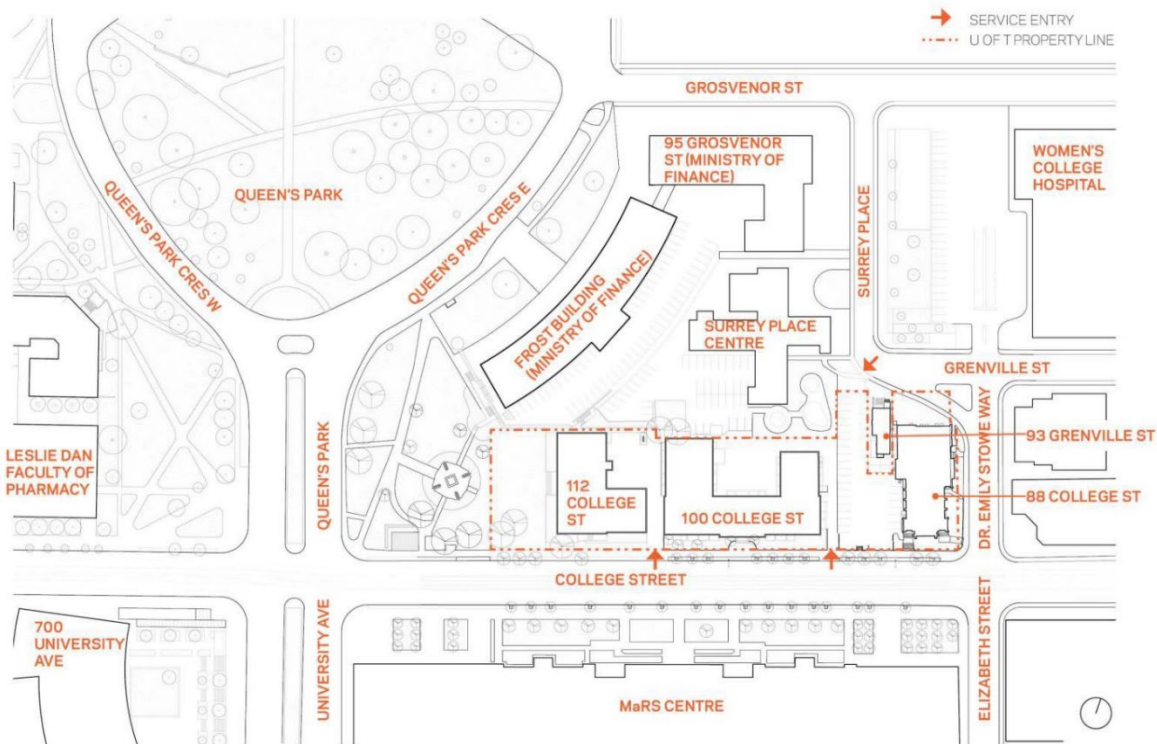 SERVICE ENTRY
U OF T PROPERTY LINE
GROSVENOR ST
95 GROSVENOR
ST (MINISTRY OF
FINANCE)
WOMEN'S
COLLEGE
HOSPITAL
QUEEN'S PARK
QUEEN'S PARK CRES W
QUEEN'S PARK CRES E
SURREY PLACE
FROST BUILDING
(MINISTRY OF FINANCE)
SURREY PLACE
CENTRE
GRENVILLE ST
LESLIE DAN
FACULTY OF
PHARMACY
QUEEN'S PARK
93 GRENVILLE ST
112
COLLEGE
ST
100 COLLEGE ST
88 COLLEGE ST
DR. EMILY STOWE WAY
COLLEGE STREET
700
UNIVERSITY
AVE
UNIVERSITY AVE
MaRS CENTRE
ELIZABETH STREET